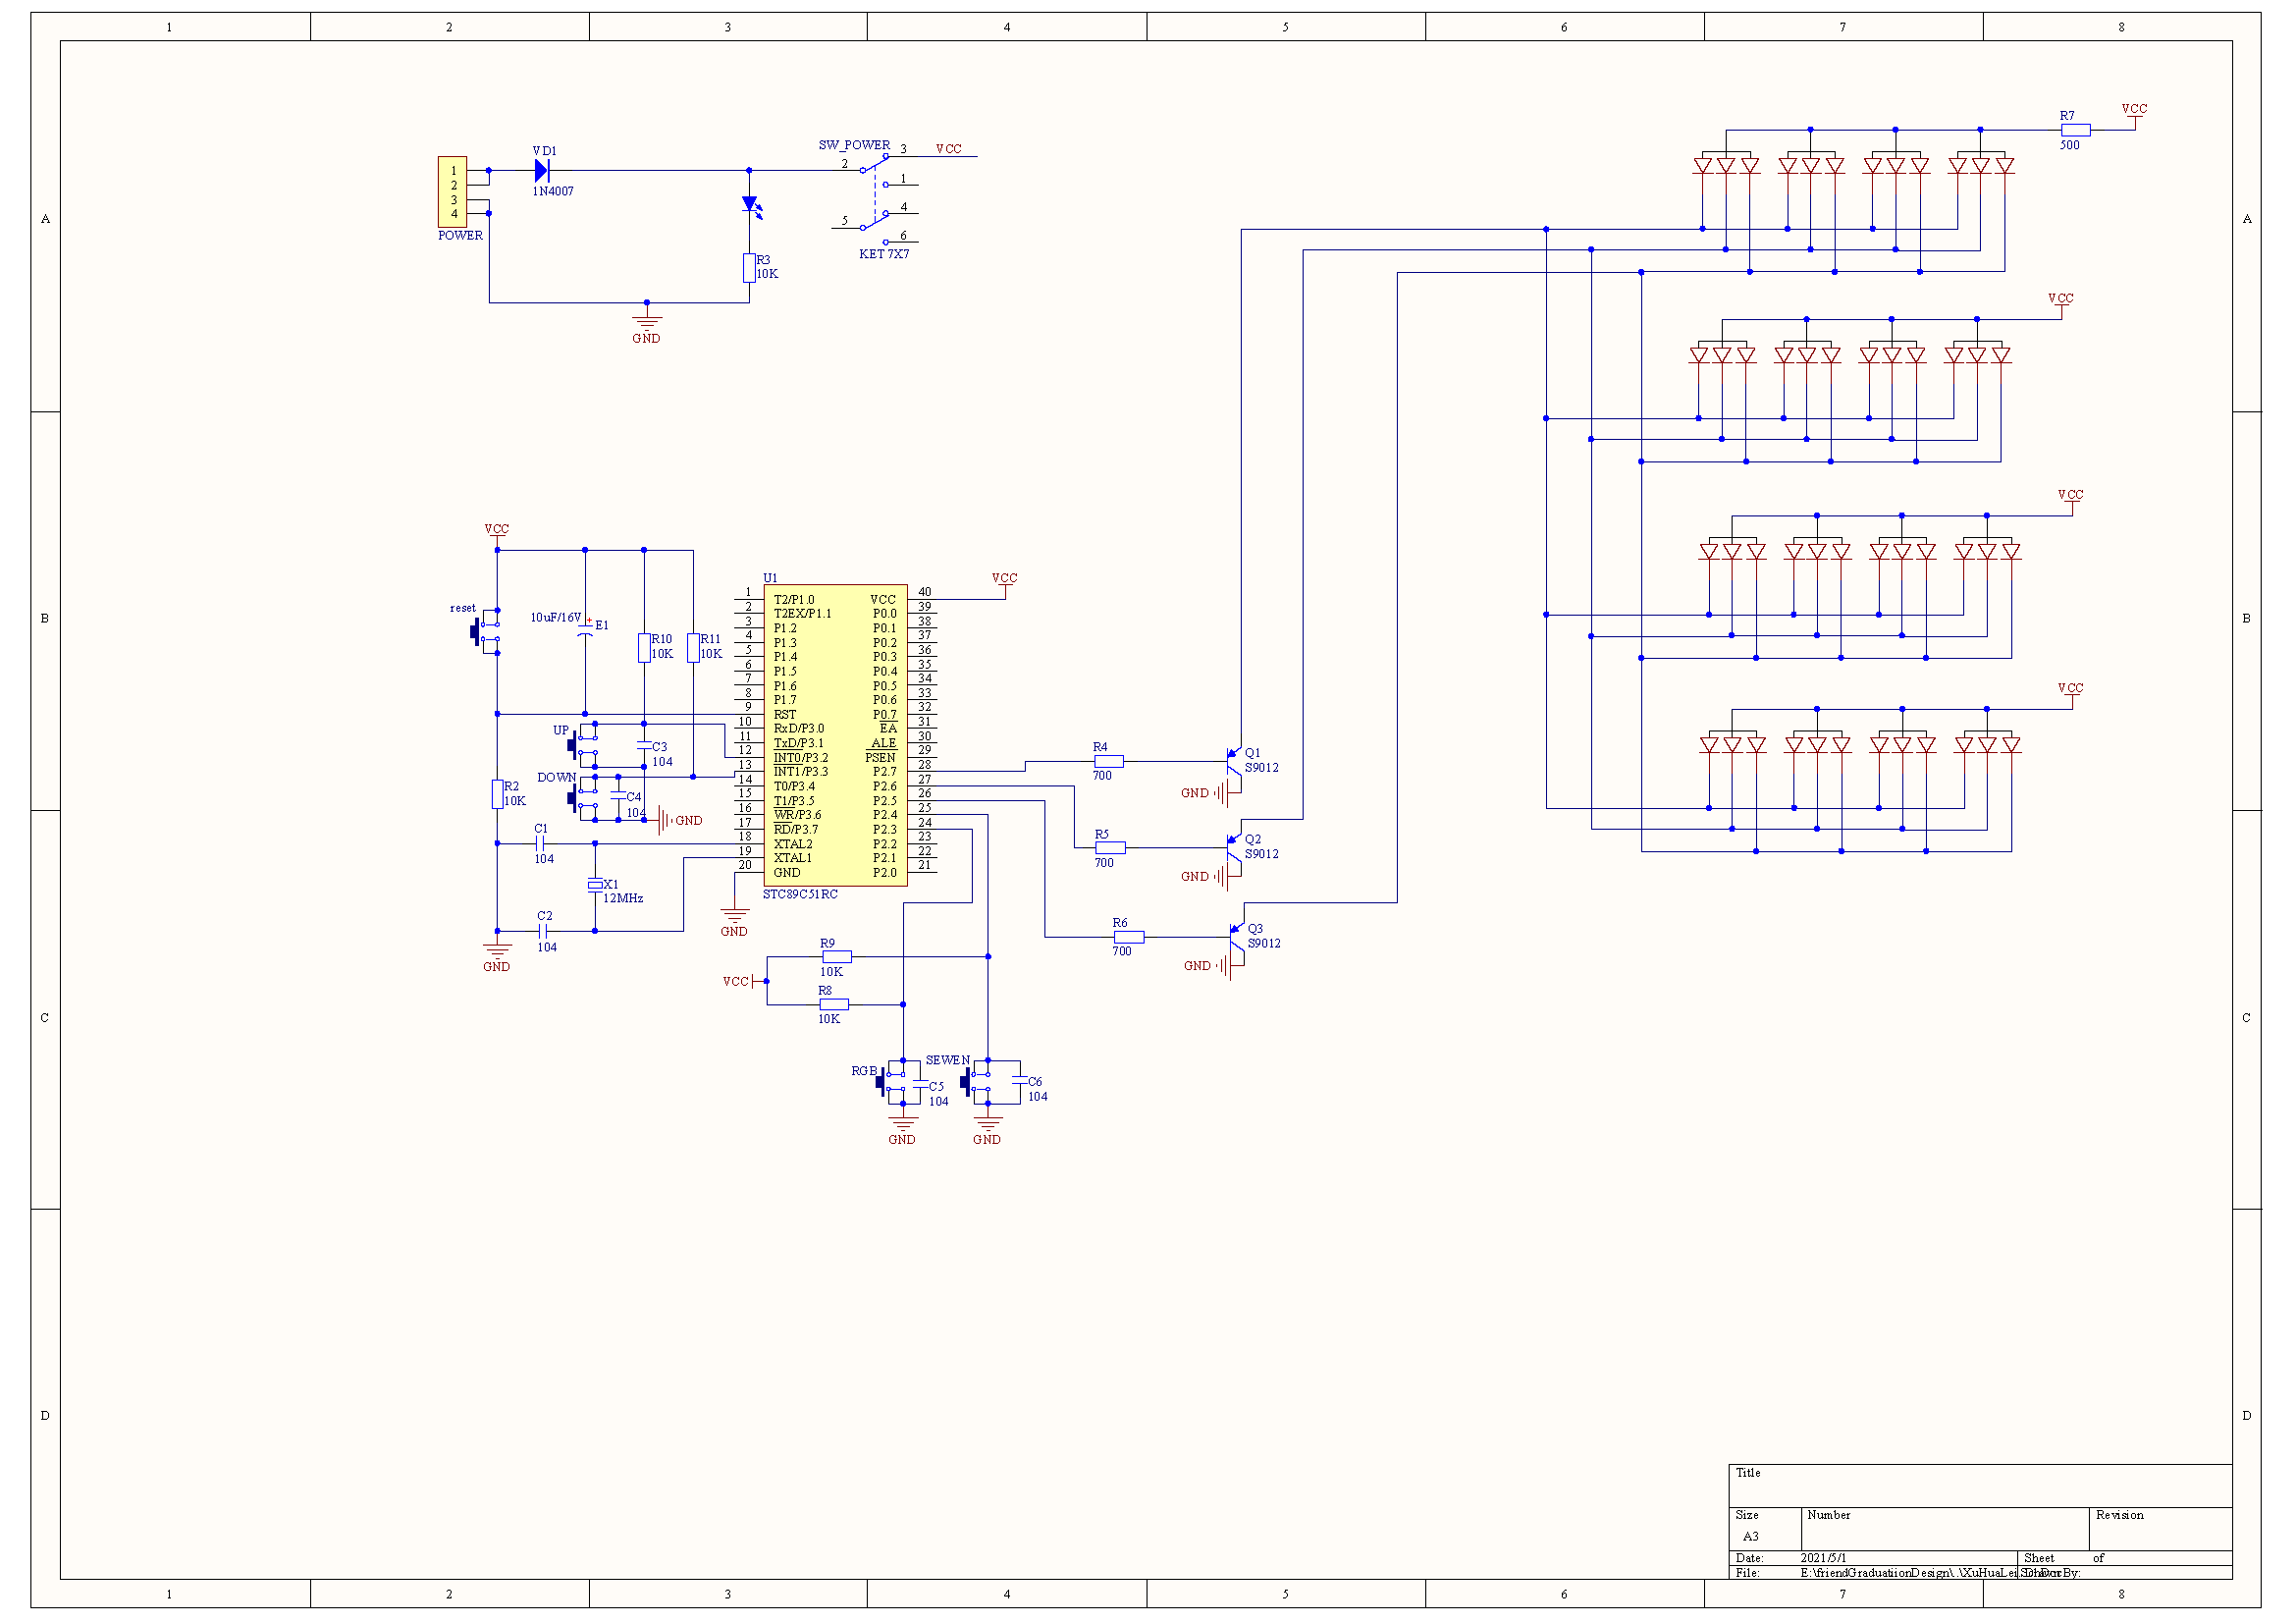 1 2 3 4 5 6 7 8
A
A
B
B
C
C
D
D
VD1
1N4007
1
2
3
4
POWER
R3
10K
GND
SW_POWER
2
3
VCC
1
4
5
6
KET 7X7
R7
500
VCC
VCC
VCC
VCC
VCC
reset
10uF/16V
+
E1
R10
10K
R11
10K
UP
C3
104
DOWN
C4
104
GND
R2
10K
C1
104
X1
12MHz
C2
104
GND
U1
1 T2/P1.0 VCC 40
2 T2EX/P1.1 P0.0 39
3 P1.2 P0.1 38
4 P1.3 P0.2 37
5 P1.4 P0.3 36
6 P1.5 P0.4 35
7 P1.6 P0.5 34
8 P1.7 P0.6 33
9 RST P0.7 32
10 RxD/P3.0 EA 31
11 TxD/P3.1 ALE 30
12 INT0/P3.2 PSEN 29
13 INT1/P3.3 P2.7 28
14 T0/P3.4 P2.6 27
15 T1/P3.5 P2.5 26
16 WR/P3.6 P2.4 25
17 RD/P3.7 P2.3 24
18 XTAL2 P2.2 23
19 XTAL1 P2.1 22
20 GND P2.0 21
STC89C51RC
GND
VCC
R4
700
Q1
S9012
GND
R5
700
Q2
S9012
GND
R6
700
Q3
S9012
GND
R9
10K
VCC
R8
10K
RGB
C5
104
GND
SEWEN
C6
104
GND
Title
Size
A3
Number
Revision
Date: 2021/5/1
Sheet of
File: E:\friendGraduatiionDesign\..\XuHuaLei
By:
1 2 3 4 5 6 7 8